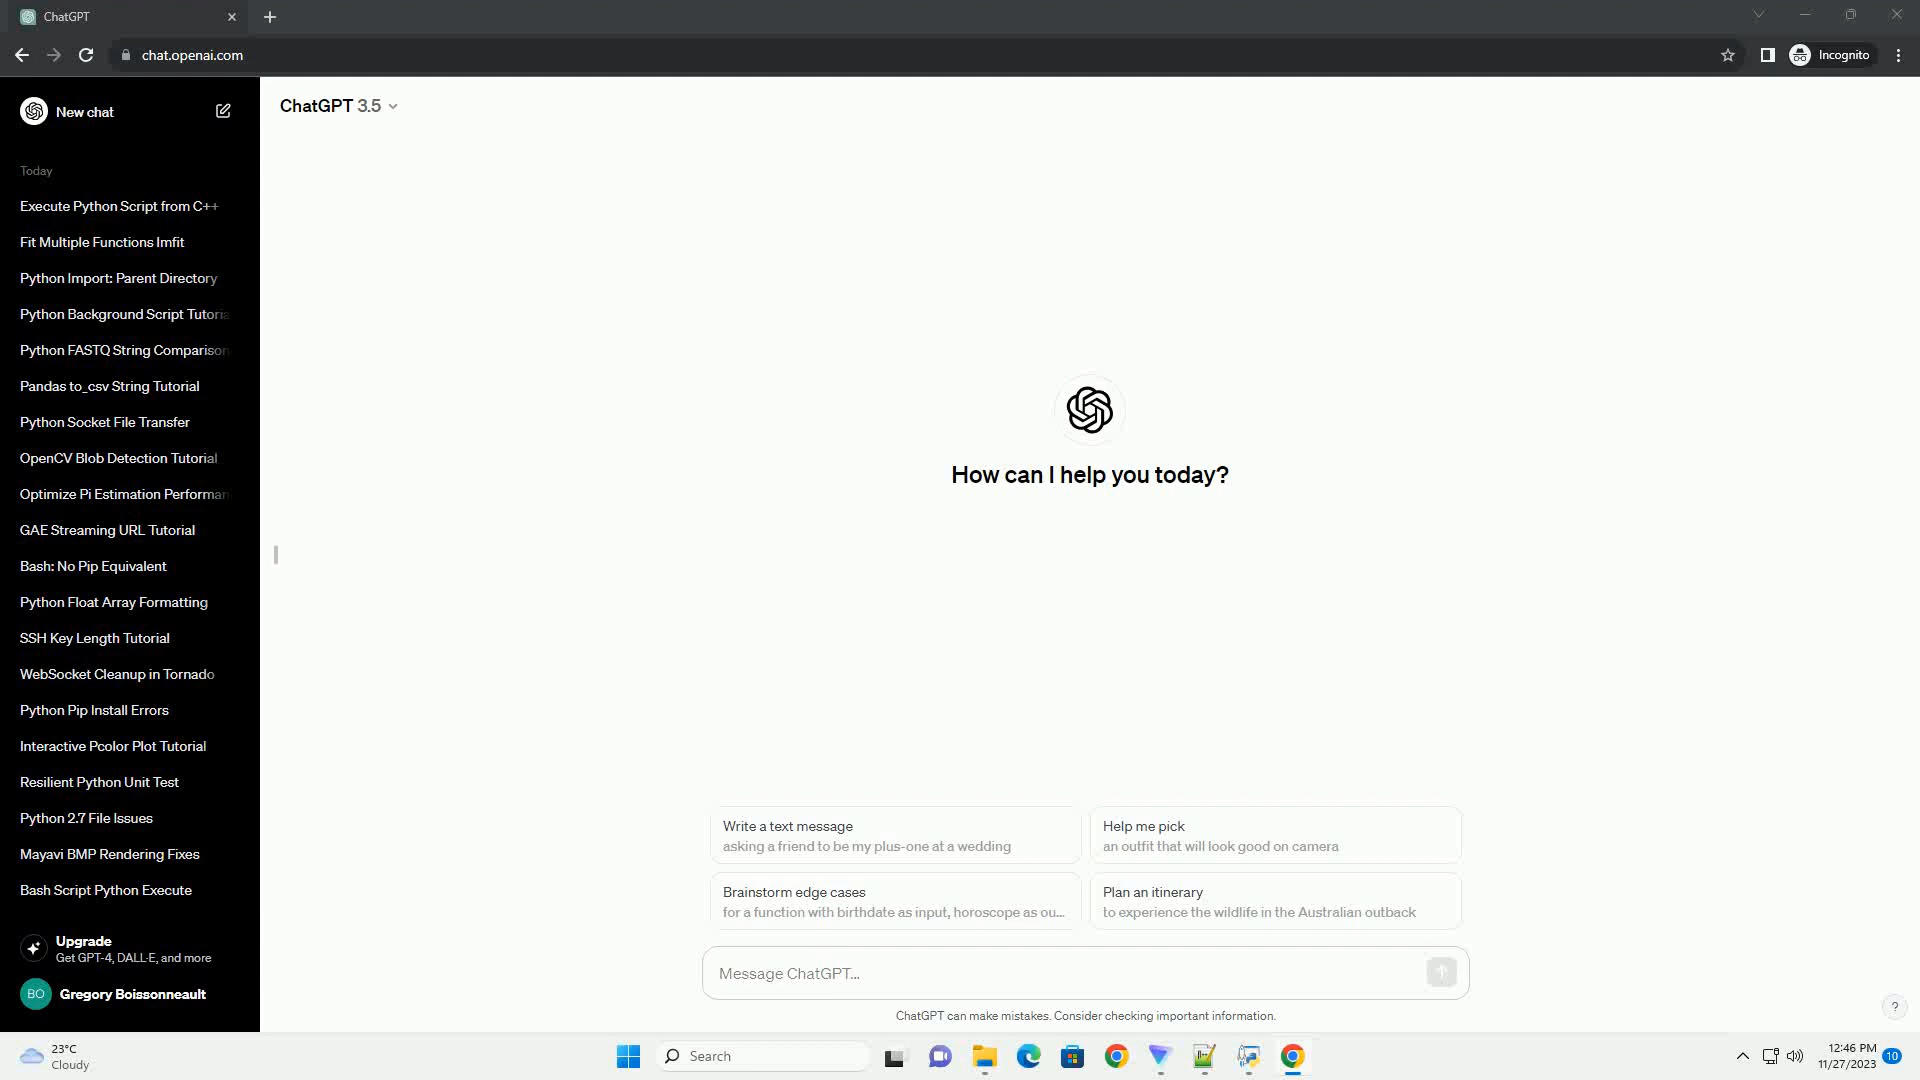 ChatGPT
chat.openai.com
Incognito
New chat
ChatGPT 3.5
Today
Execute Python Script from C++
Fit Multiple Functions lmfit
Python Import: Parent Directory
Python Background Script Tutoria
Python FASTQ String Comparison
Pandas to_csv String Tutorial
Python Socket File Transfer
OpenCV Blob Detection Tutorial
Optimize Pi Estimation Performan
GAE Streaming URL Tutorial
Bash: No Pip Equivalent
Python Float Array Formatting
SSH Key Length Tutorial
WebSocket Cleanup in Tornado
Python Pip Install Errors
Interactive Pcolor Plot Tutorial
Resilient Python Unit Test
Python 2.7 File Issues
Mayavi BMP Rendering Fixes
Bash Script Python Execute
Upgrade
Get GPT-4, DALL·E, and more
BO
Gregory Boissonneault
How can I help you today?
Write a text message
asking a friend to be my plus-one at a wedding
Help me pick
an outfit that will look good on camera
Brainstorm edge cases
for a function with birthdate as input, horoscope as ou...
Plan an itinerary
to experience the wildlife in the Australian outback
Message ChatGPT...
ChatGPT can make mistakes. Consider checking important information.
?
23°C
Cloudy
Search
12:46 PM
11/27/2023
10